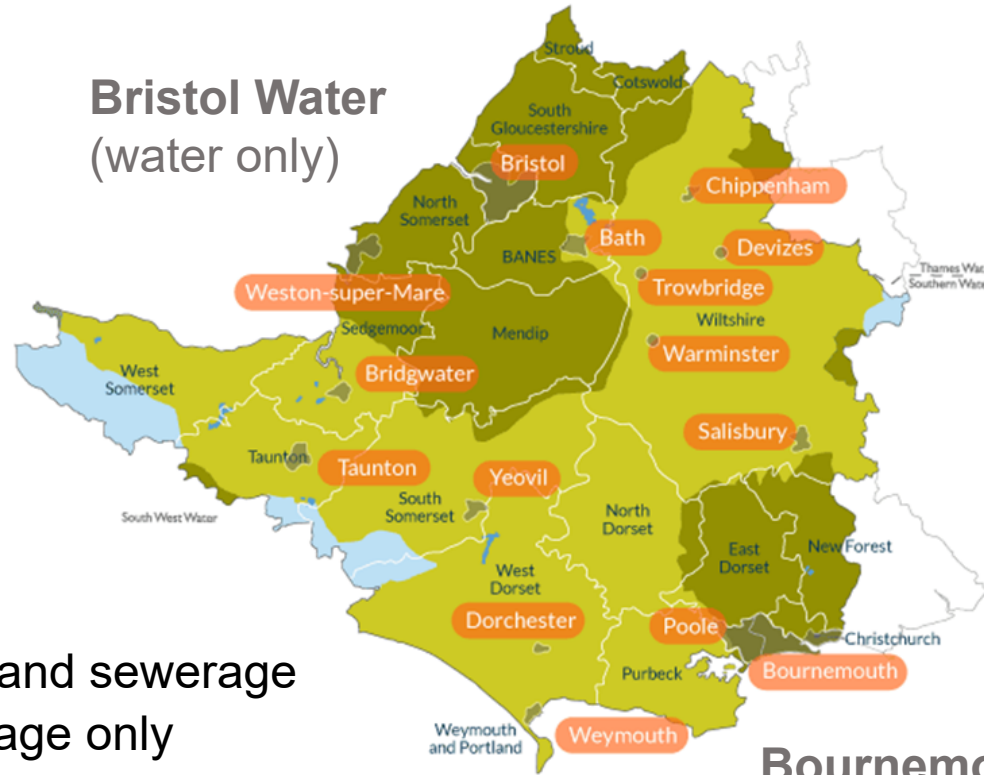 Stroud
Cotswold
Bristol Water
(water only)
South
Gloucestershire
Bristol
Chippenham
North
Somerset
Bath
Devizes
BANES
Thames Wat
Southern Wate
Trowbridge
Weston-super-Mare
Wiltshire
Sedgemoor
Mendip
Warminster
West
Somerset
Bridgwater
Salisbury
Taunton
Taunton
Yeovil
South
Somerset
South West Water
North
Dorset
East
Dorset
New Forest
West
Dorset
Dorchester
Poole
Christchurch
and sewerage
Purbeck
Bournemouth
age only
Weymouth
and Portland
Weymouth
Bournemo